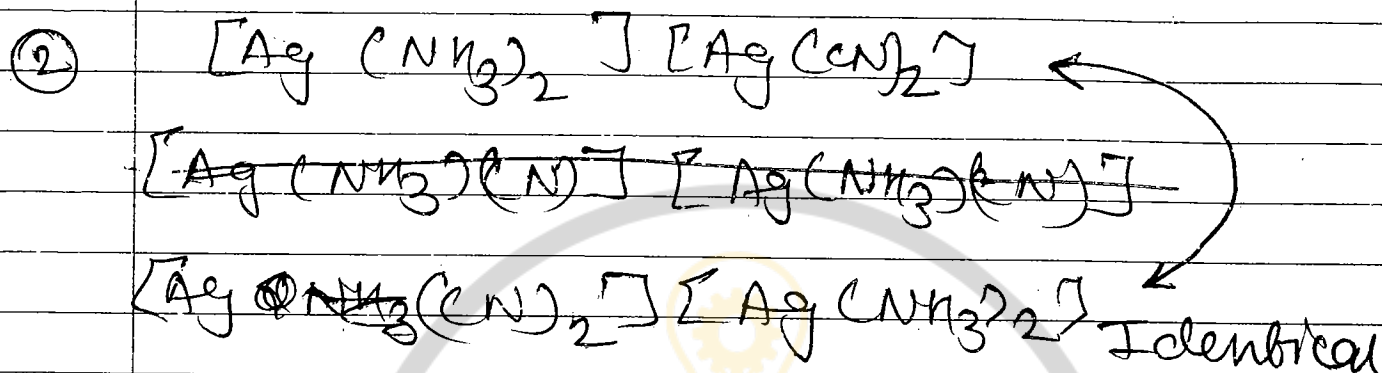 ② [Ag (NH₃)₂] [Ag(CN)₂]
[Ag (NH₃)(CN)] [Ag(NH₃)(CN)]
[Ag NH₃(CN)₂] [Ag (NH₃)₂] Identical